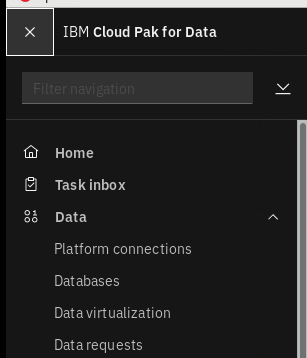 IBM Cloud Pak for Data
Filter navigation
Home
Task inbox
Data
Platform connections
Databases
Data virtualization
Data requests